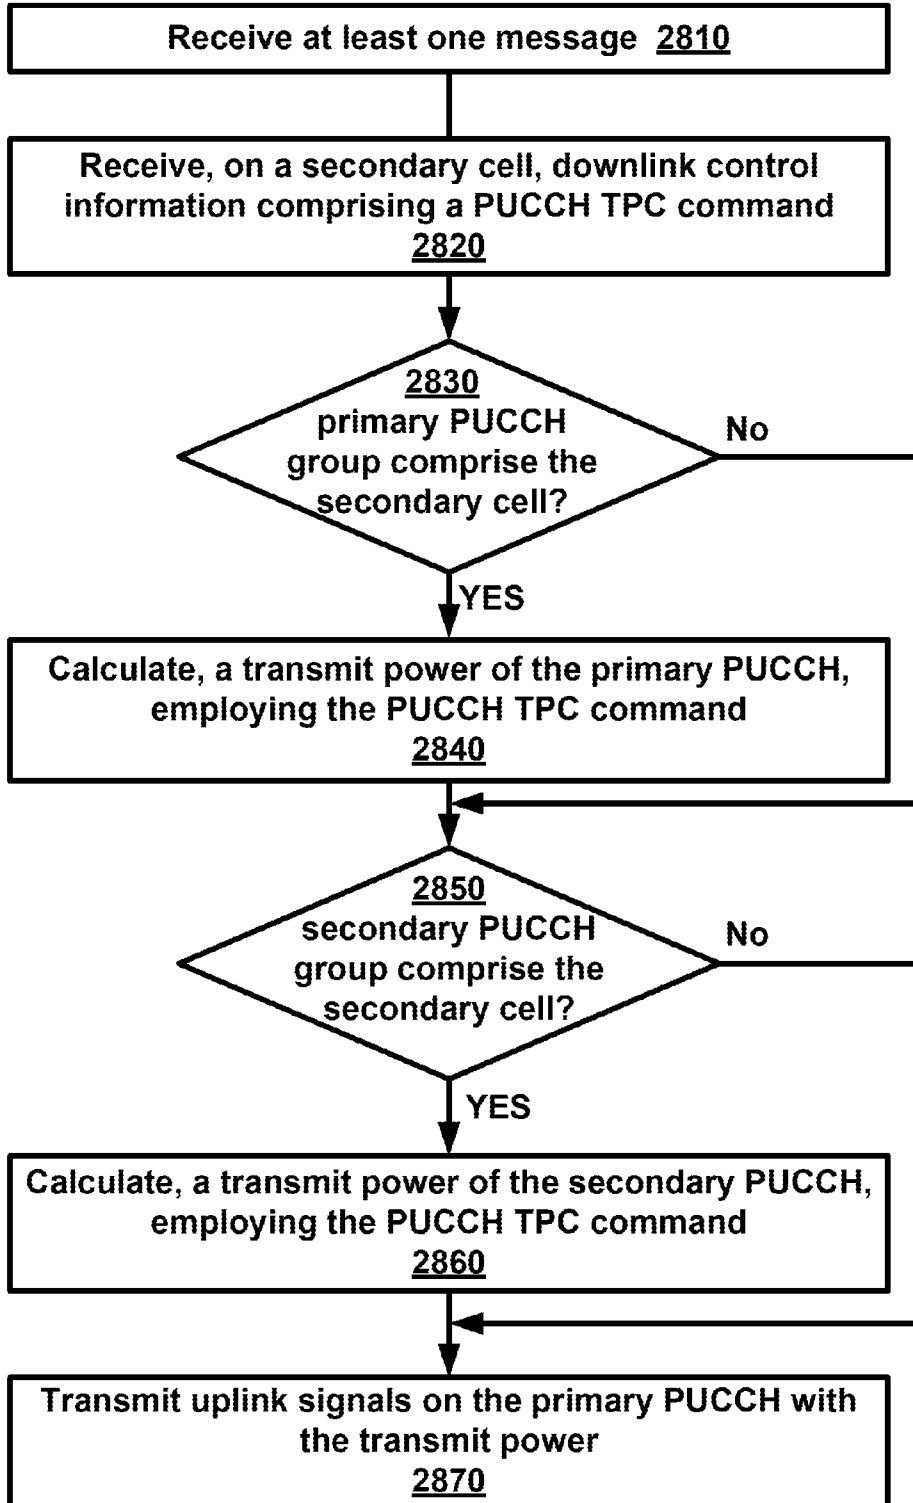 Receive at least one message 2810
Receive, on a secondary cell, downlink control
information comprising a PUCCH TPC command
2820
2830
primary PUCCH
group comprise the
secondary cell?
No
YES
Calculate, a transmit power of the primary PUCCH,
employing the PUCCH TPC command
2840
2850
secondary PUCCH
group comprise the
secondary cell?
No
YES
Calculate, a transmit power of the secondary PUCCH,
employing the PUCCH TPC command
2860
Transmit uplink signals on the primary PUCCH with
the transmit power
2870